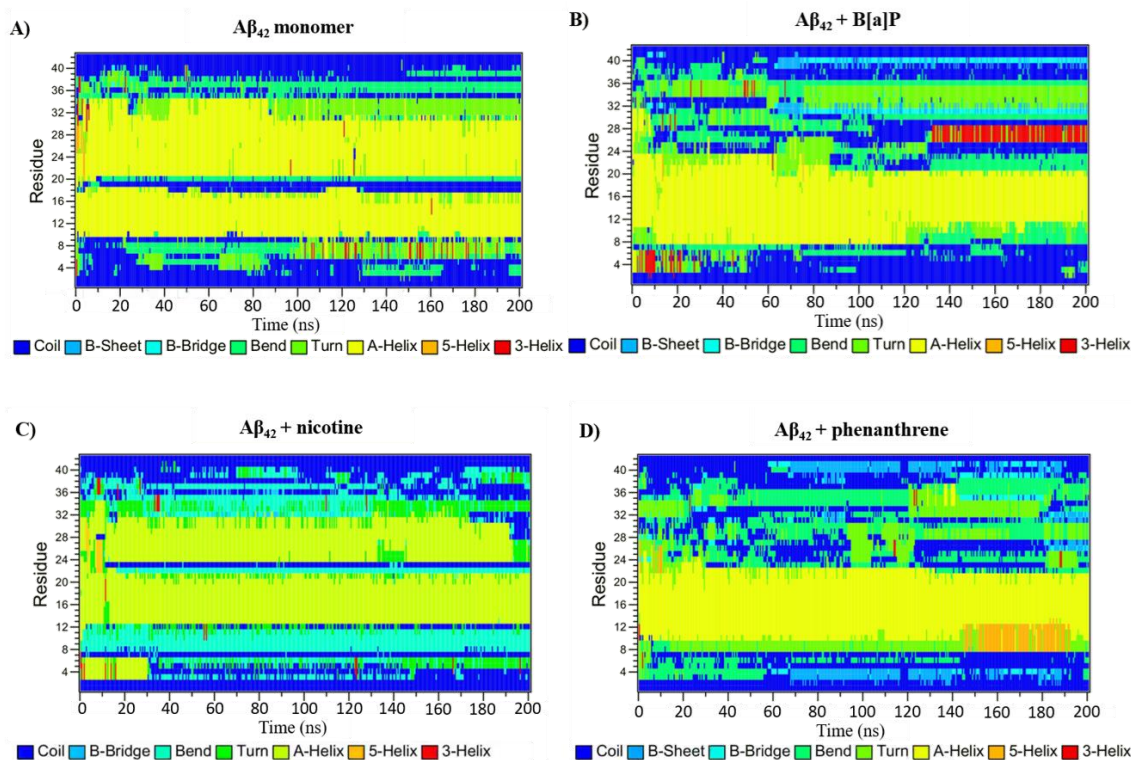 A)
Aβ₄₂ monomer
Residue
40
36
32
28
24
20
16
12
8
4
0 20 40 60 80 100 120 140 160 180 200
Time (ns)
Coil B-Sheet B-Bridge Bend Turn A-Helix 5-Helix 3-Helix
B)
Aβ₄₂ + B[a]P
Residue
40
36
32
28
24
20
16
12
8
4
0 20 40 60 80 100 120 140 160 180 200
Time (ns)
Coil B-Sheet B-Bridge Bend Turn A-Helix 5-Helix 3-Helix
C)
Aβ₄₂ + nicotine
Residue
40
36
32
28
24
20
16
12
8
4
0 20 40 60 80 100 120 140 160 180 200
Time (ns)
Coil B-Bridge Bend Turn A-Helix 5-Helix 3-Helix
D)
Aβ₄₂ + phenanthrene
Residue
40
36
32
28
24
20
16
12
8
4
0 20 40 60 80 100 120 140 160 180 200
Time (ns)
Coil B-Sheet B-Bridge Bend Turn A-Helix 5-Helix 3-Helix